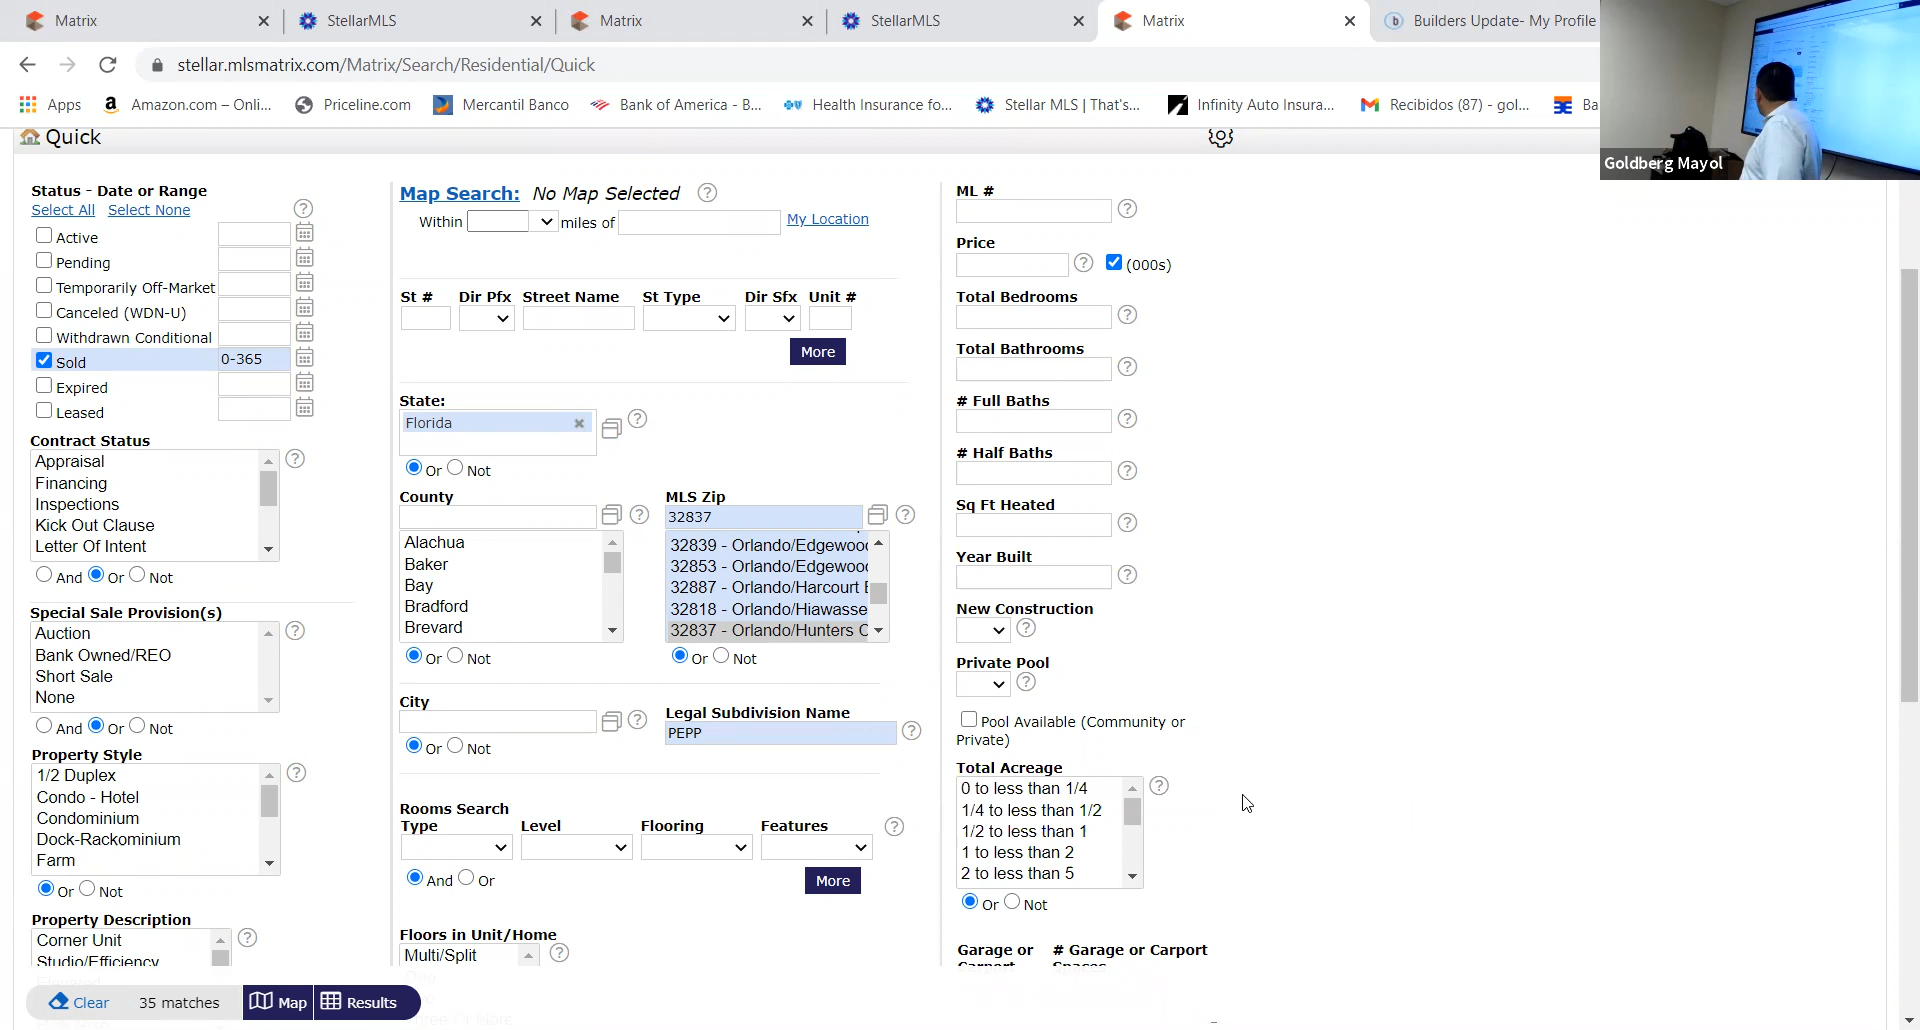 Matrix
StellarMLS
Matrix
StellarMLS
Matrix
Builders Update- My Profile
stellar.mlsmatrix.com/Matrix/Search/Residential/Quick
Apps
Amazon.com – Onli...
Priceline.com
Mercantil Banco
Bank of America - B...
Health Insurance fo...
Stellar MLS | That's...
Infinity Auto Insura...
Recibidos (87) - gol...
Ba
Goldberg Mayol
Quick
Status - Date or Range
Select All Select None
Active
Pending
Temporarily Off-Market
Canceled (WDN-U)
Withdrawn Conditional
Sold 0-365
Expired
Leased
Contract Status
Appraisal
Financing
Inspections
Kick Out Clause
Letter Of Intent
And Or Not
Special Sale Provision(s)
Auction
Bank Owned/REO
Short Sale
None
And Or Not
Property Style
1/2 Duplex
Condo - Hotel
Condominium
Dock-Rackominium
Farm
Or Not
Property Description
Corner Unit
Studio/Efficiency
Map Search: No Map Selected
Within miles of My Location
St # Dir Pfx Street Name St Type Dir Sfx Unit #
More
State:
Florida
Or Not
County
Alachua
Baker
Bay
Bradford
Brevard
Or Not
MLS Zip
32837
32839 - Orlando/Edgewood
32853 - Orlando/Edgewood
32887 - Orlando/Harcourt
32818 - Orlando/Hiawasse
32837 - Orlando/Hunters C
Or Not
City
Or Not
Legal Subdivision Name
PEPP
Rooms Search
Type Level Flooring Features
And Or
More
Floors in Unit/Home
Multi/Split
ML #
Price
(000s)
Total Bedrooms
Total Bathrooms
# Full Baths
# Half Baths
Sq Ft Heated
Year Built
New Construction
Private Pool
Pool Available (Community or
Private)
Total Acreage
0 to less than 1/4
1/4 to less than 1/2
1/2 to less than 1
1 to less than 2
2 to less than 5
Or Not
Garage or # Garage or Carport
Carport Spaces
Clear 35 matches Map Results